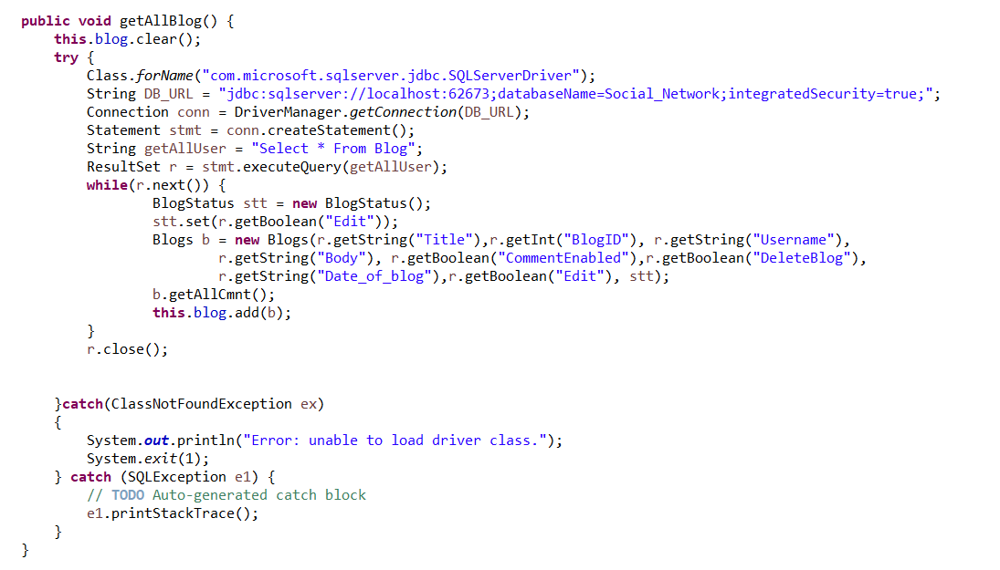 public void getAllBlog() {
    this.blog.clear();
    try {
        Class.forName("com.microsoft.sqlserver.jdbc.SQLServerDriver");
        String DB_URL = "jdbc:sqlserver://localhost:62673;databaseName=Social_Network;integratedSecurity=true;";
        Connection conn = DriverManager.getConnection(DB_URL);
        Statement stmt = conn.createStatement();
        String getAllUser = "Select * From Blog";
        ResultSet r = stmt.executeQuery(getAllUser);
        while(r.next()) {
                BlogStatus stt = new BlogStatus();
                stt.set(r.getBoolean("Edit"));
                Blogs b = new Blogs(r.getString("Title"),r.getInt("BlogID"), r.getString("Username"),
                        r.getString("Body"), r.getBoolean("CommentEnabled"),r.getBoolean("DeleteBlog"),
                        r.getString("Date_of_blog"),r.getBoolean("Edit"), stt);
                b.getAllCmnt();
                this.blog.add(b);
        }
        r.close();
    }catch(ClassNotFoundException ex)
    {
        System.out.println("Error: unable to load driver class.");
        System.exit(1);
    } catch (SQLException e1) {
        // TODO Auto-generated catch block
        e1.printStackTrace();
    }
}